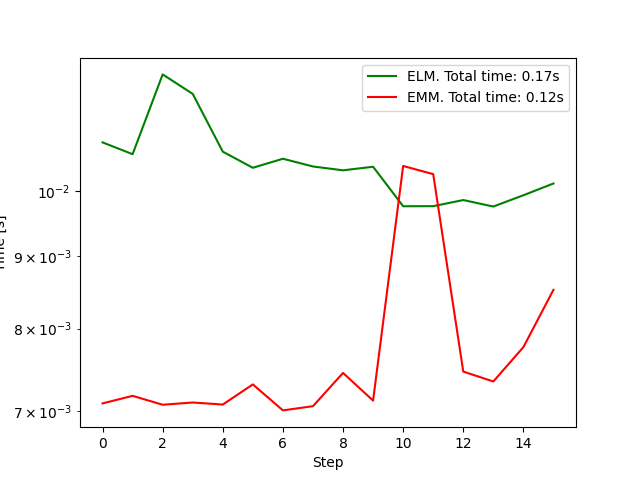 ELM. Total time: 0.17s
EMM. Total time: 0.12s
10⁻²
9 × 10⁻³
8 × 10⁻³
7 × 10⁻³
Time [s]
0 2 4 6 8 10 12 14
Step